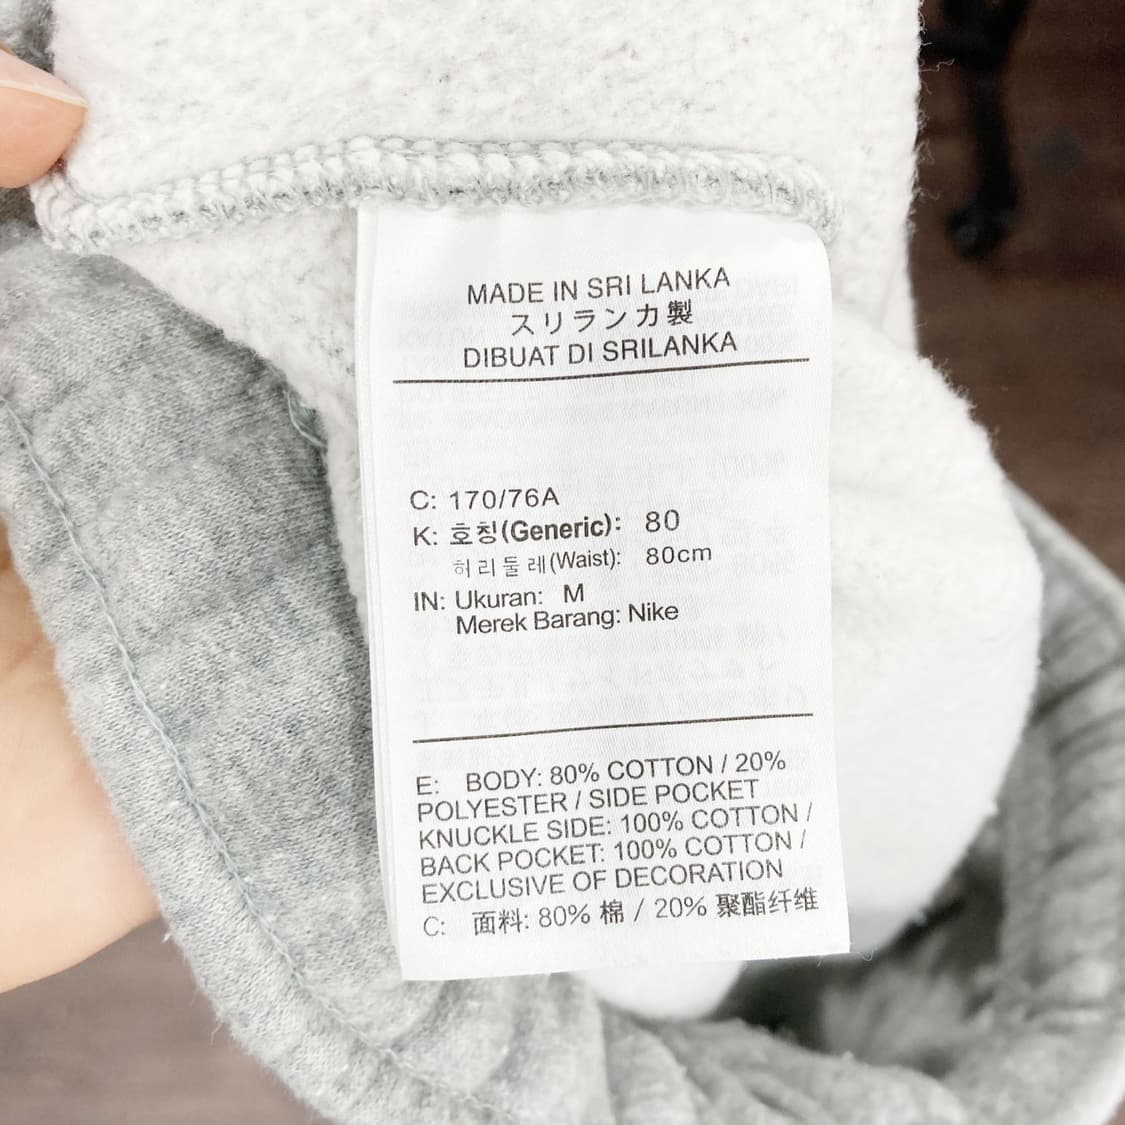 MADE IN SRI LANKA
スリランカ製
DIBUAT DI SRILANKA
C: 170/76A
K: 호칭(Generic): 80
허리둘레(Waist): 80cm
IN: Ukuran: M
Merek Barang: Nike
E: BODY: 80% COTTON / 20%
POLYESTER / SIDE POCKET
KNUCKLE SIDE: 100% COTTON /
BACK POCKET: 100% COTTON /
EXCLUSIVE OF DECORATION
C: 面料: 80% 棉 / 20% 聚酯纤维